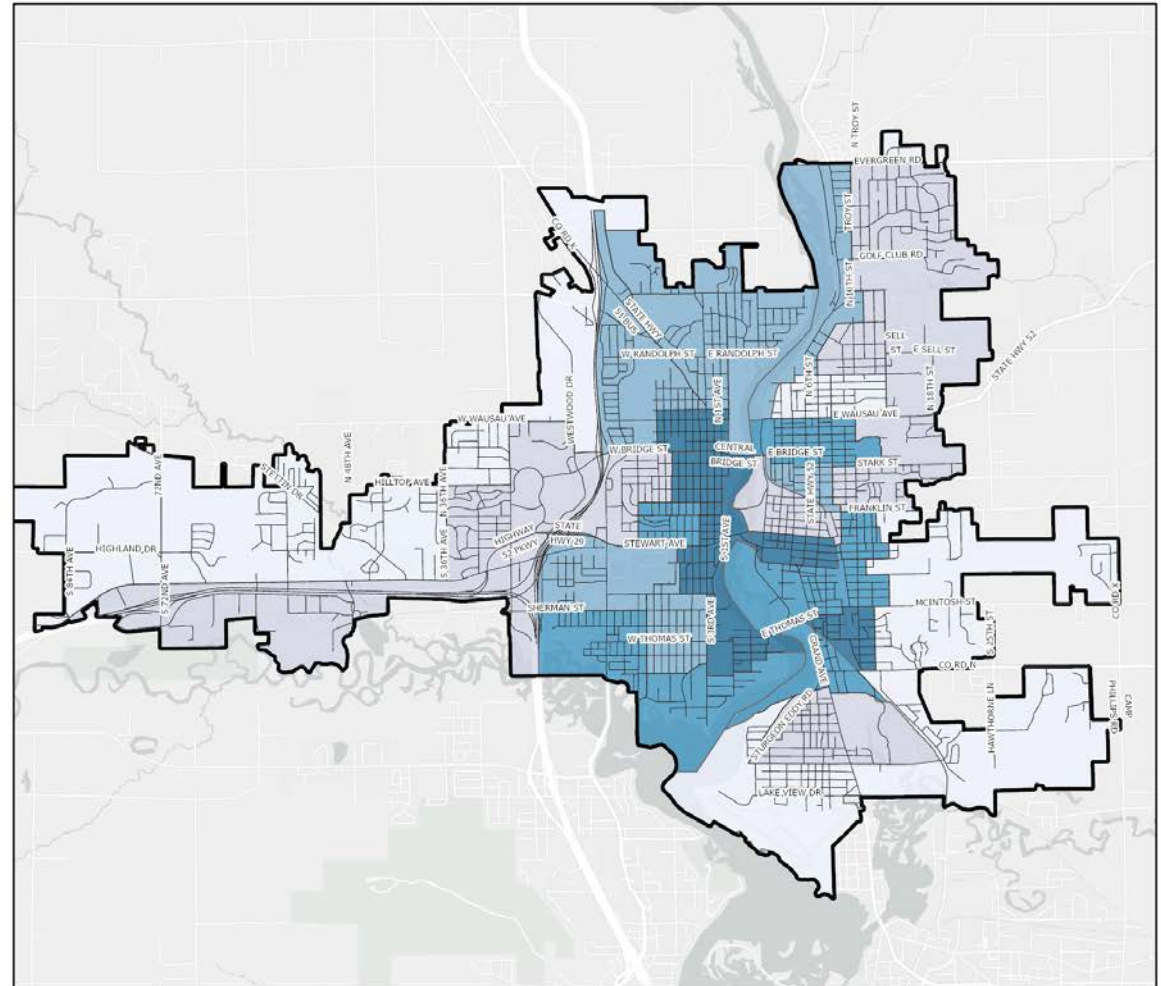 N TROY ST
EVERGREEN RD
TROY ST
CO RD K
GOLF CLUB RD
N 10TH ST
STATE HWY
51 BUS
SELL
ST
E SELL ST
W RANDOLPH ST
E RANDOLPH ST
STATE HWY 52
N 6TH ST
N 18TH ST
WESTWOOD DR
N 1ST AVE
W WAUSAU AVE
E WAUSAU AVE
N 48TH AVE
W BRIDGE ST
CENTRAL
BRIDGE ST
E BRIDGE ST
STARK ST
72ND AVE
STETTIN DR
HILLTOP AVE
N 36TH AVE
STATE HWY 52
FRANKLIN ST
HIGHWAY
52 PKWY
STATE
HWY 29
STEWART AVE
S 1ST AVE
HIGHLAND DR
S 36TH AVE
S 84TH AVE
S 72ND AVE
SHERMAN ST
S 3RD AVE
MCINTOSH ST
CO RD X
W THOMAS ST
E THOMAS ST
GRAND AVE
S 25TH ST
CO RD N
STURGEON EDDY RD
HAWTHORNE LN
CAMP
PHILLIPS RD
LAKE VIEW DR